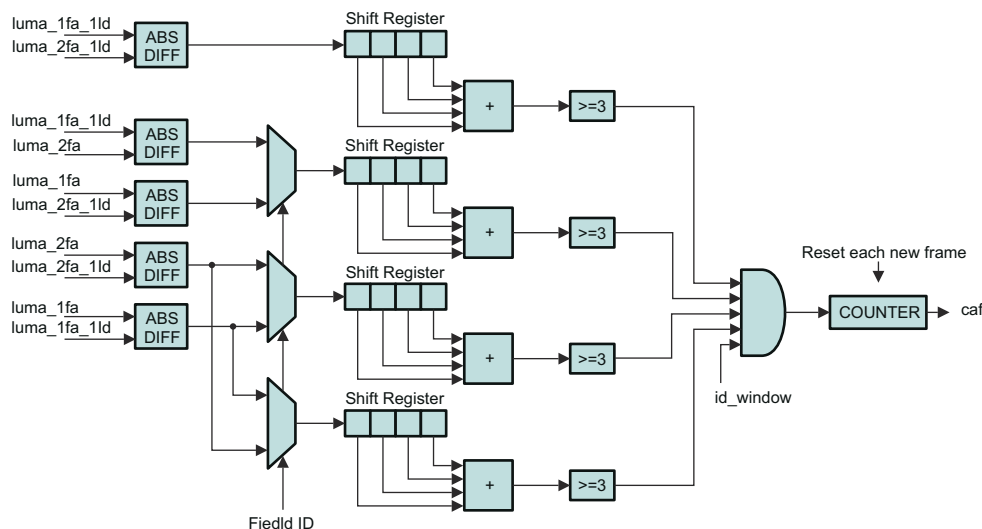 luma_1fa_1ld
luma_2fa_1ld
ABS
DIFF
Shift Register
+
>=3
luma_1fa_1ld
luma_2fa
ABS
DIFF
Shift Register
luma_1fa
luma_2fa_1ld
ABS
DIFF
+
>=3
luma_2fa
luma_2fa_1ld
ABS
DIFF
Shift Register
luma_1fa
luma_1fa_1ld
ABS
DIFF
+
>=3
Reset each new frame
COUNTER
caf
id_window
Shift Register
+
>=3
Fiedld ID